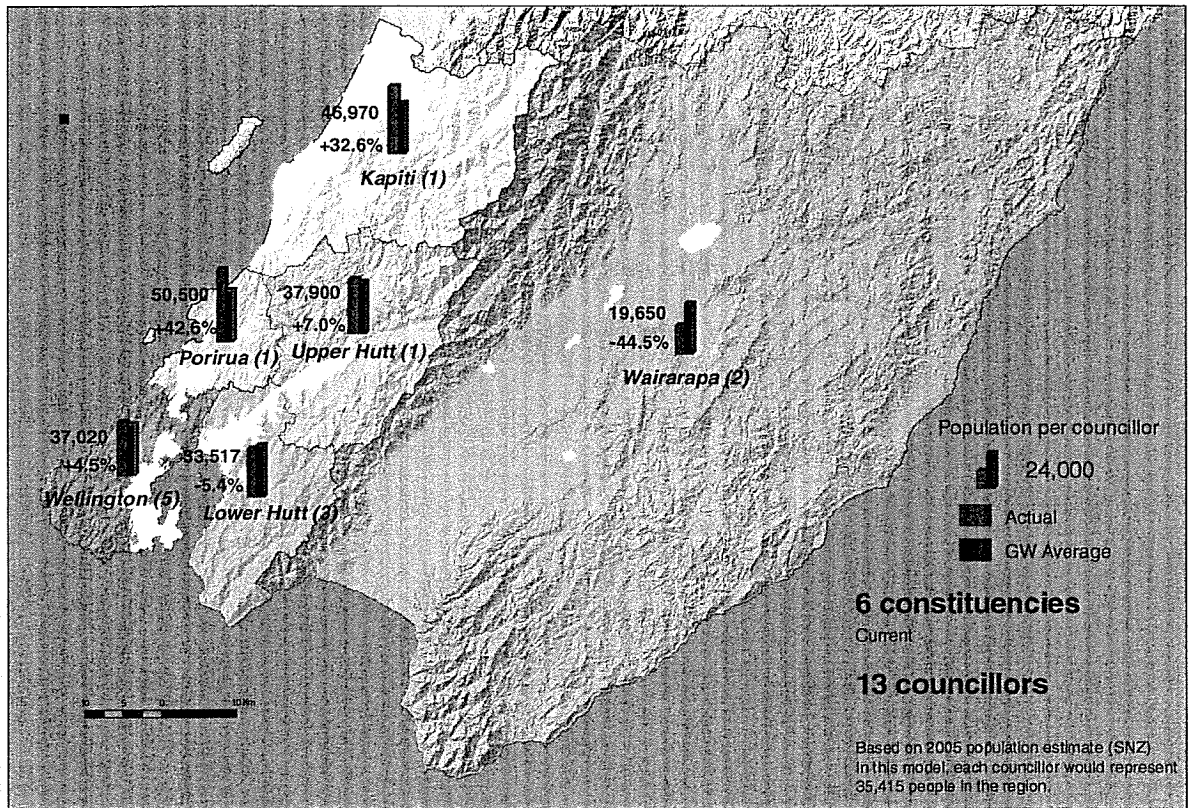 46,970
+32.6%
Kapiti (1)
50,500
+42.6%
Porirua (1)
37,900
+7.0%
Upper Hutt (1)
19,650
-44.5%
Wairarapa (2)
37,020
+4.5%
Wellington (5)
33,517
-5.4%
Lower Hutt (3)
Population per councillor
24,000
Actual
GW Average
6 constituencies
Current
13 councillors
Based on 2005 population estimate (SNZ)
In this model, each councillor would represent
35,415 people in the region.